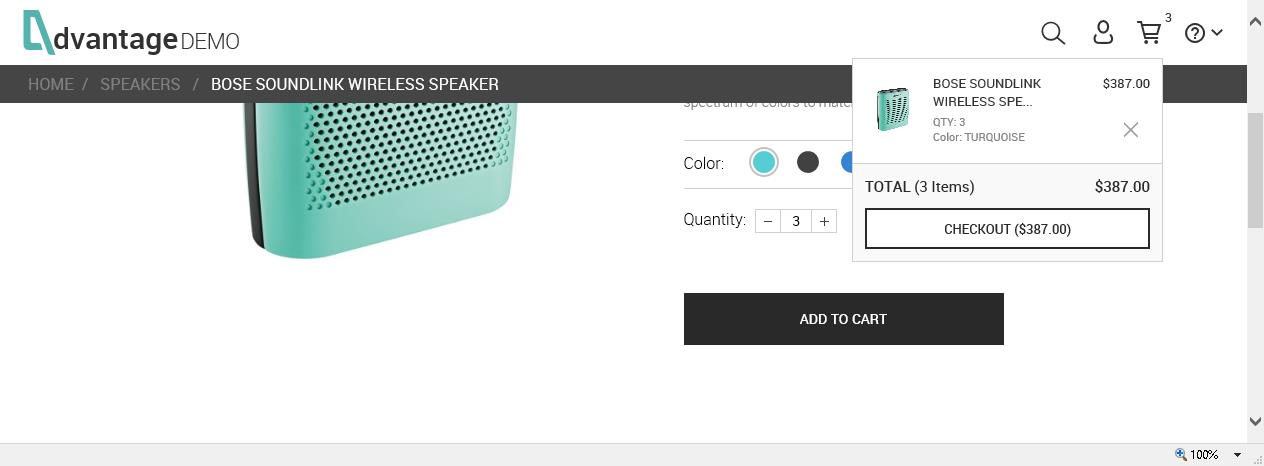 dvantage DEMO
3
HOME / SPEAKERS / BOSE SOUNDLINK WIRELESS SPEAKER
BOSE SOUNDLINK
WIRELESS SPE...
$387.00
QTY: 3
Color: TURQUOISE
TOTAL (3 Items) $387.00
CHECKOUT ($387.00)
spectrum of colors to matc
Color:
Quantity: − 3 +
ADD TO CART
100%